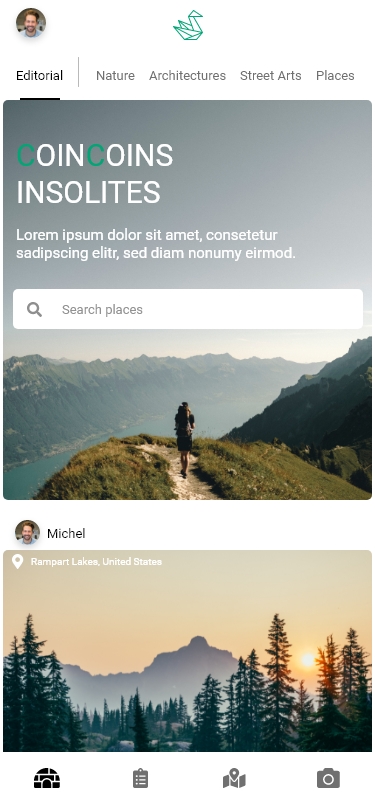 Editorial Nature Architectures Street Arts Places
COINCOINS
INSOLITES
Lorem ipsum dolor sit amet, consetetur
sadipscing elitr, sed diam nonumy eirmod.
Search places
Michel
Rampart Lakes, United States